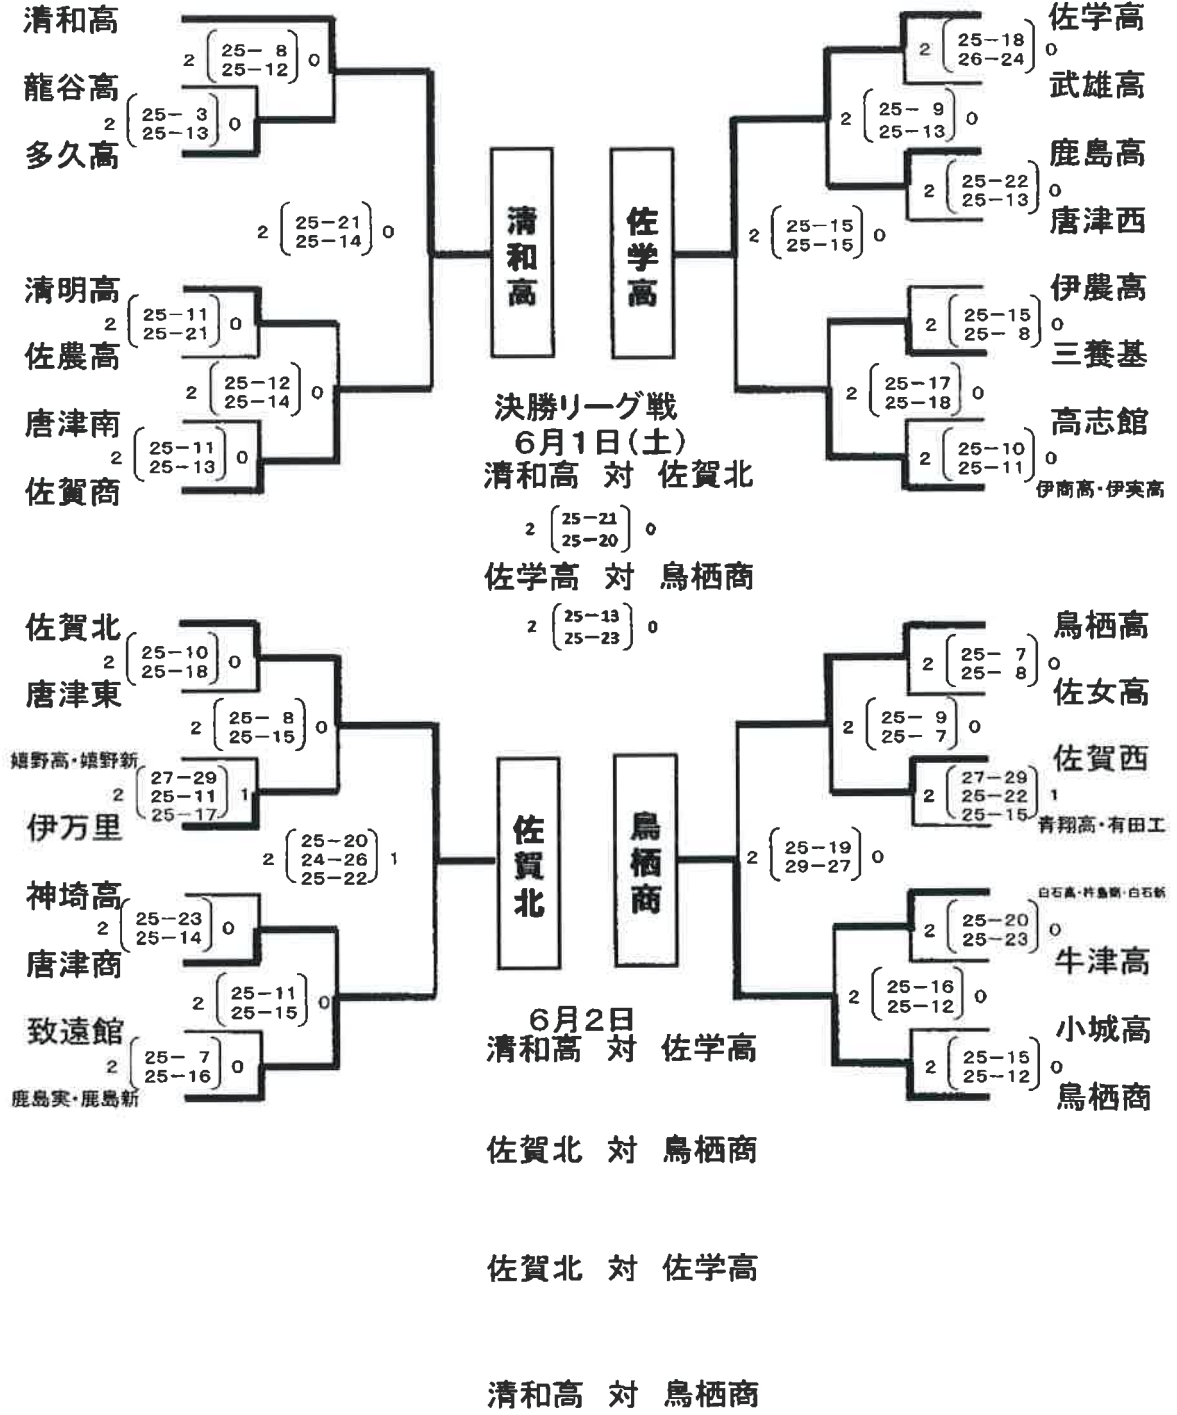 清和高
2 25- 8 0
25-12
龍谷高
2 25- 3 0
25-13
多久高
2 25-21 0
25-14
清明高
2 25-11 0
25-21
佐農高
2 25-12 0
25-14
唐津南
2 25-11 0
25-13
佐賀商
清和高
佐学高
佐学高
2 25-18 0
26-24
武雄高
2 25- 9 0
25-13
鹿島高
2 25-22 0
25-13
唐津西
2 25-15 0
25-15
伊農高
2 25-15 0
25- 8
三養基
2 25-17 0
25-18
高志館
2 25-10 0
25-11
伊商高・伊実高
決勝リーグ戦
6月1日(土)
清和高 対 佐賀北
2 25-21 0
25-20
佐学高 対 鳥栖商
2 25-13 0
25-23
佐賀北
2 25-10 0
25-18
唐津東
2 25- 8 0
25-15
嬉野高・嬉野新
2 27-29 1
25-11
25-17
伊万里
2 25-20 1
24-26
25-22
神埼高
2 25-23 0
25-14
唐津商
2 25-11 0
25-15
致遠館
2 25- 7 0
25-16
鹿島実・鹿島新
佐賀北
鳥栖商
鳥栖高
2 25- 7 0
25- 8
佐女高
2 25- 9 0
25- 7
佐賀西
2 27-29 1
25-22
25-15
青翔高・有田工
2 25-19 0
29-27
白石高・杵島商・白石新
2 25-20 0
25-23
牛津高
2 25-16 0
25-12
小城高
2 25-15 0
25-12
鳥栖商
6月2日
清和高 対 佐学高
佐賀北 対 鳥栖商
佐賀北 対 佐学高
清和高 対 鳥栖商